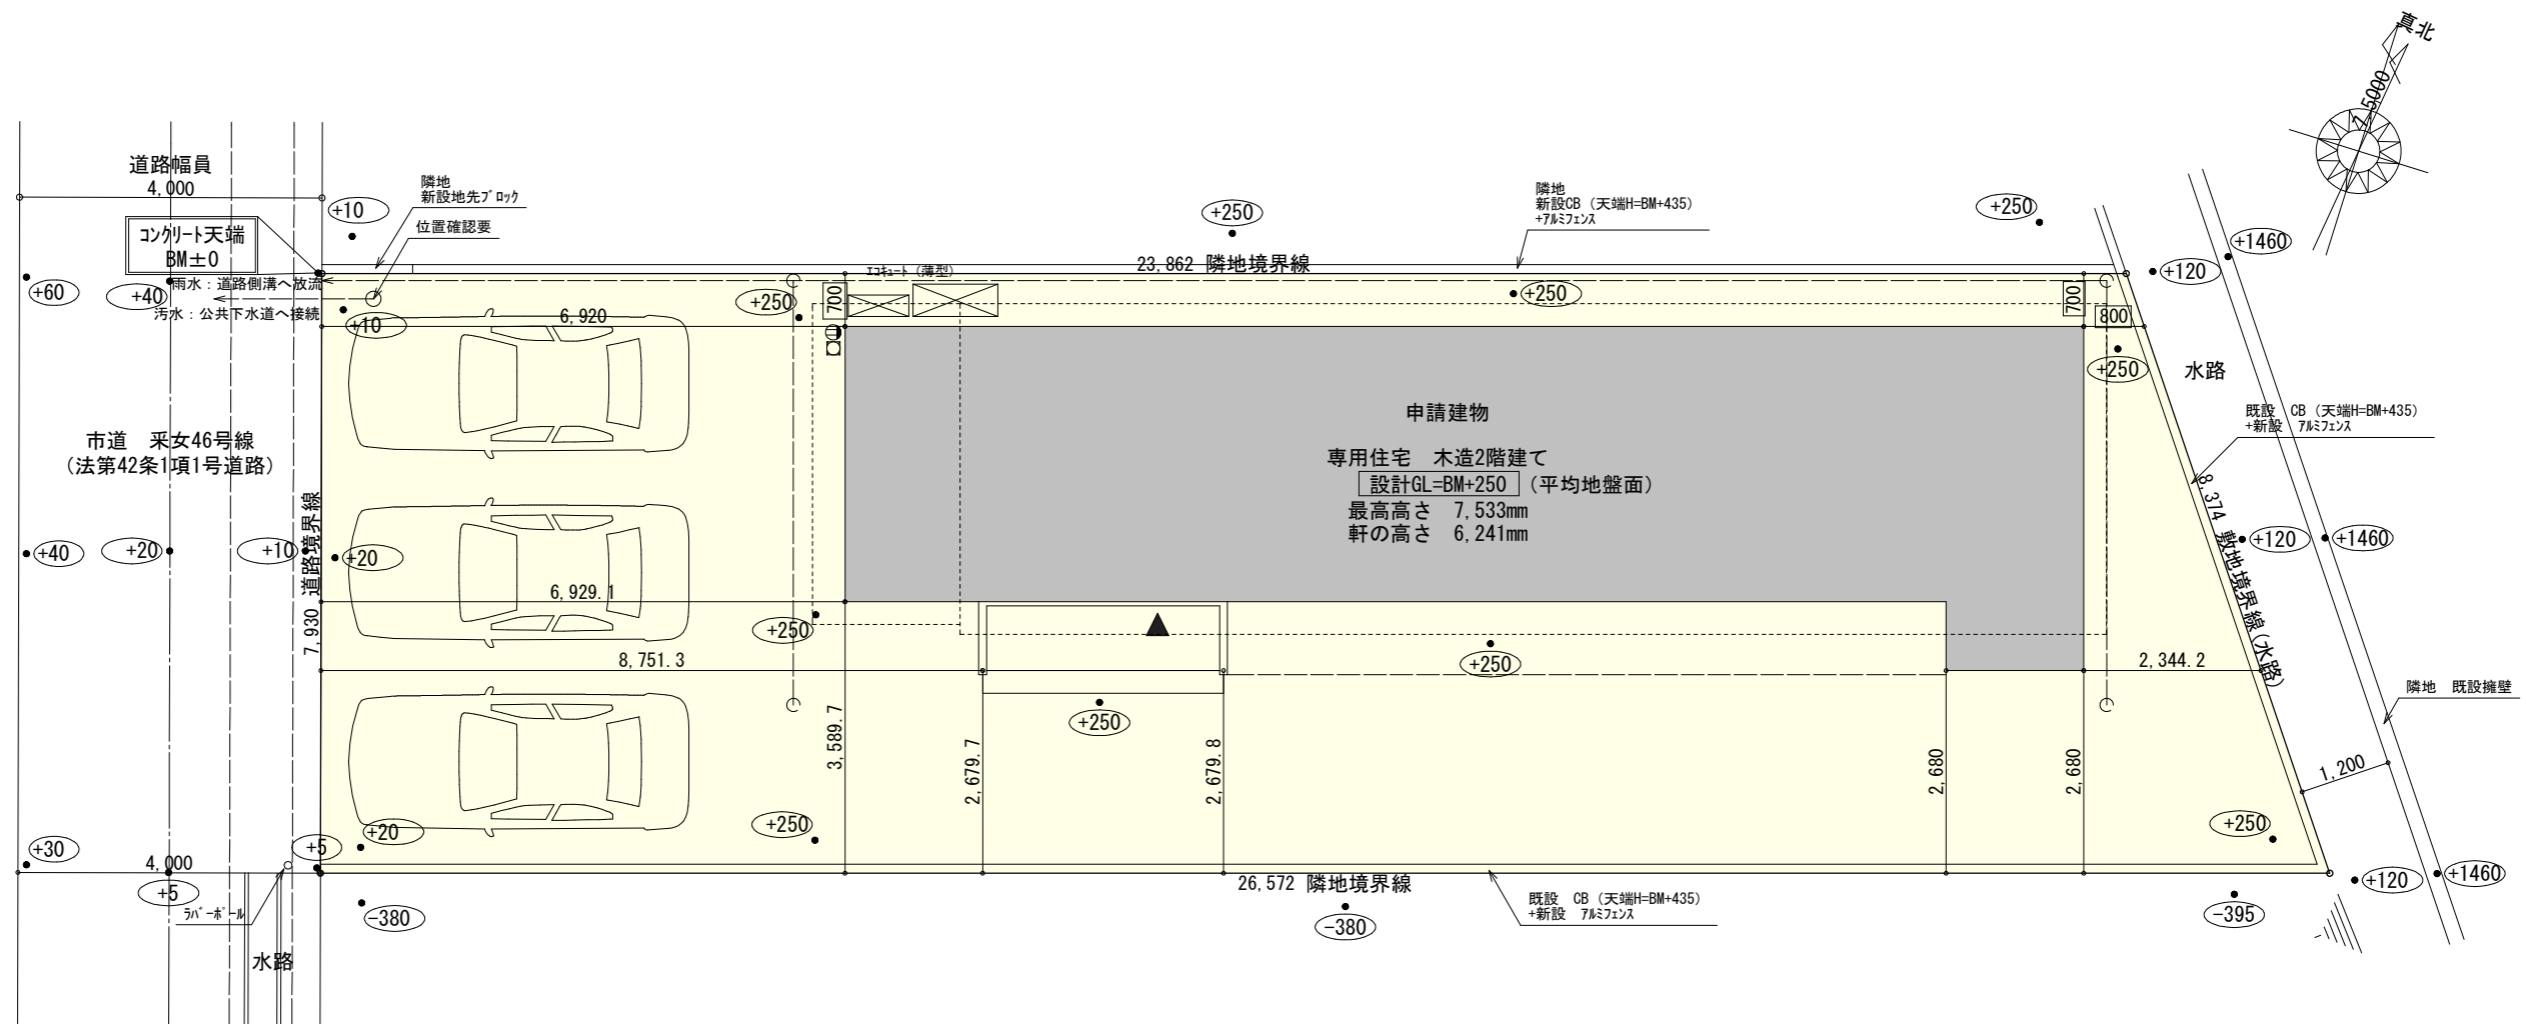 真北
7.5000
道路幅員
4,000
コンクリート天端
BM±0
隣地
新設地先ブロック
位置確認要
+10
+250
隣地
新設CB（天端H=BM+435）
+アルミフェンス
+250
+1460
+120
+60
+40
雨水：道路側溝へ放流
汚水：公共下水道へ接続
+10
23,862 隣地境界線
エコキュート（薄型）
+250
700
+250
700
800
6,920
+250
水路
既設　CB（天端H=BM+435）
+新設　アルミフェンス
市道　采女46号線
（法第42条1項1号道路）
申請建物
専用住宅　木造2階建て
設計GL=BM+250（平均地盤面）
最高高さ　7,533mm
軒の高さ　6,241mm
8,374 敷地境界線(水路)
+40
+20
+10
+20
7,930 道路境界線
+120
+1460
6,929.1
+250
+250
8,751.3
2,344.2
隣地　既設擁壁
+250
3,589.7
2,679.7
2,679.8
2,680
2,680
1,200
+30
4,000
+5
+5
+20
+250
+250
26,572 隣地境界線
+120
+1460
ラバーポール
-380
-380
既設　CB（天端H=BM+435）
+新設　アルミフェンス
-395
水路